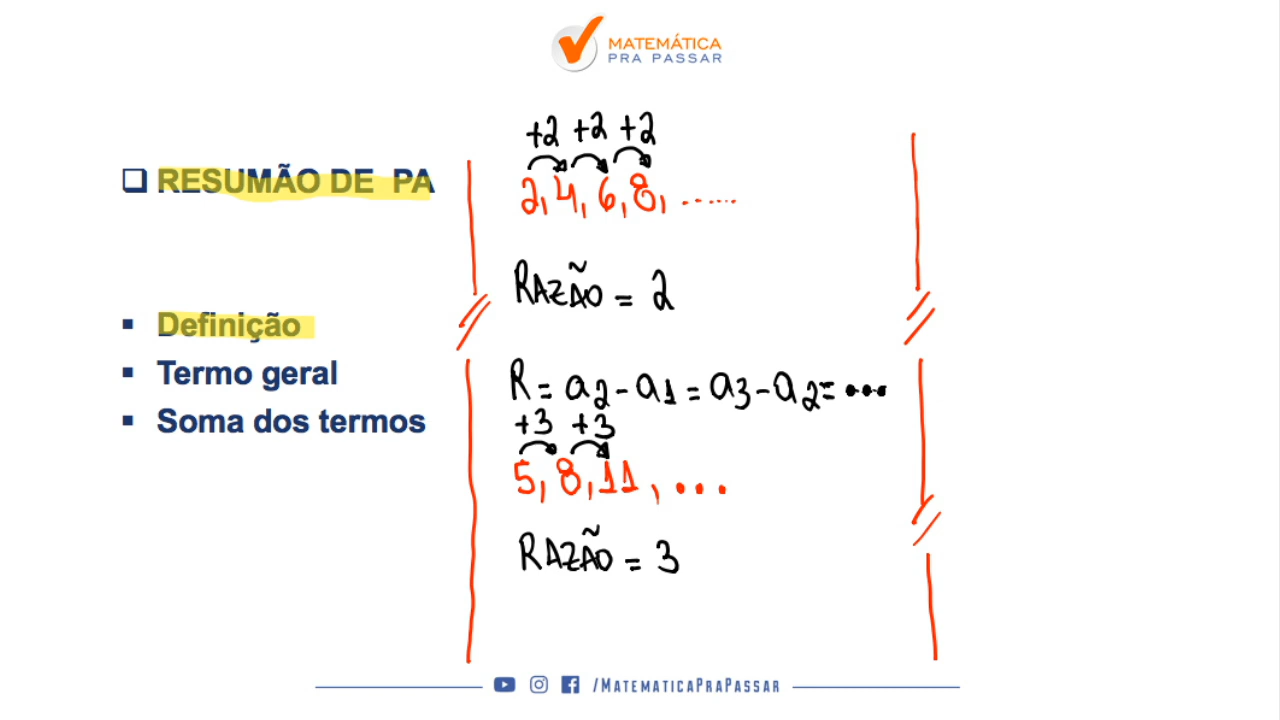 MATEMÁTICA
PRA PASSAR
❑ RESUMÃO DE PA
▪ Definição
▪ Termo geral
▪ Soma dos termos
+2 +2 +2
2, 4, 6, 8, ......
RAZÃO = 2
R = a2 - a1 = a3 - a2 = ...
+3 +3
5, 8, 11, ...
RAZÃO = 3
/MATEMATICAPRAPASSAR